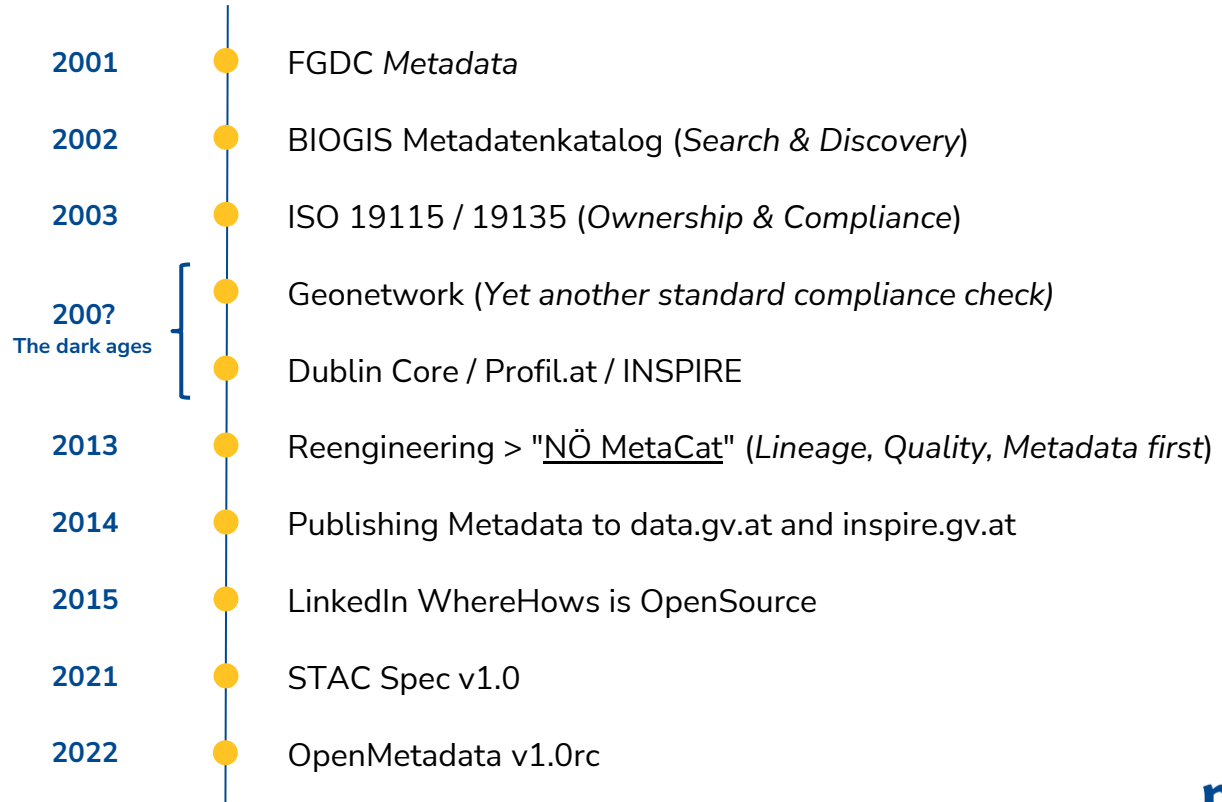 2001 FGDC Metadata
2002 BIOGIS Metadatenkatalog (Search & Discovery)
2003 ISO 19115 / 19135 (Ownership & Compliance)
200?
The dark ages
Geonetwork (Yet another standard compliance check)
Dublin Core / Profil.at / INSPIRE
2013 Reengineering > "NÖ MetaCat" (Lineage, Quality, Metadata first)
2014 Publishing Metadata to data.gv.at and inspire.gv.at
2015 LinkedIn WhereHows is OpenSource
2021 STAC Spec v1.0
2022 OpenMetadata v1.0rc